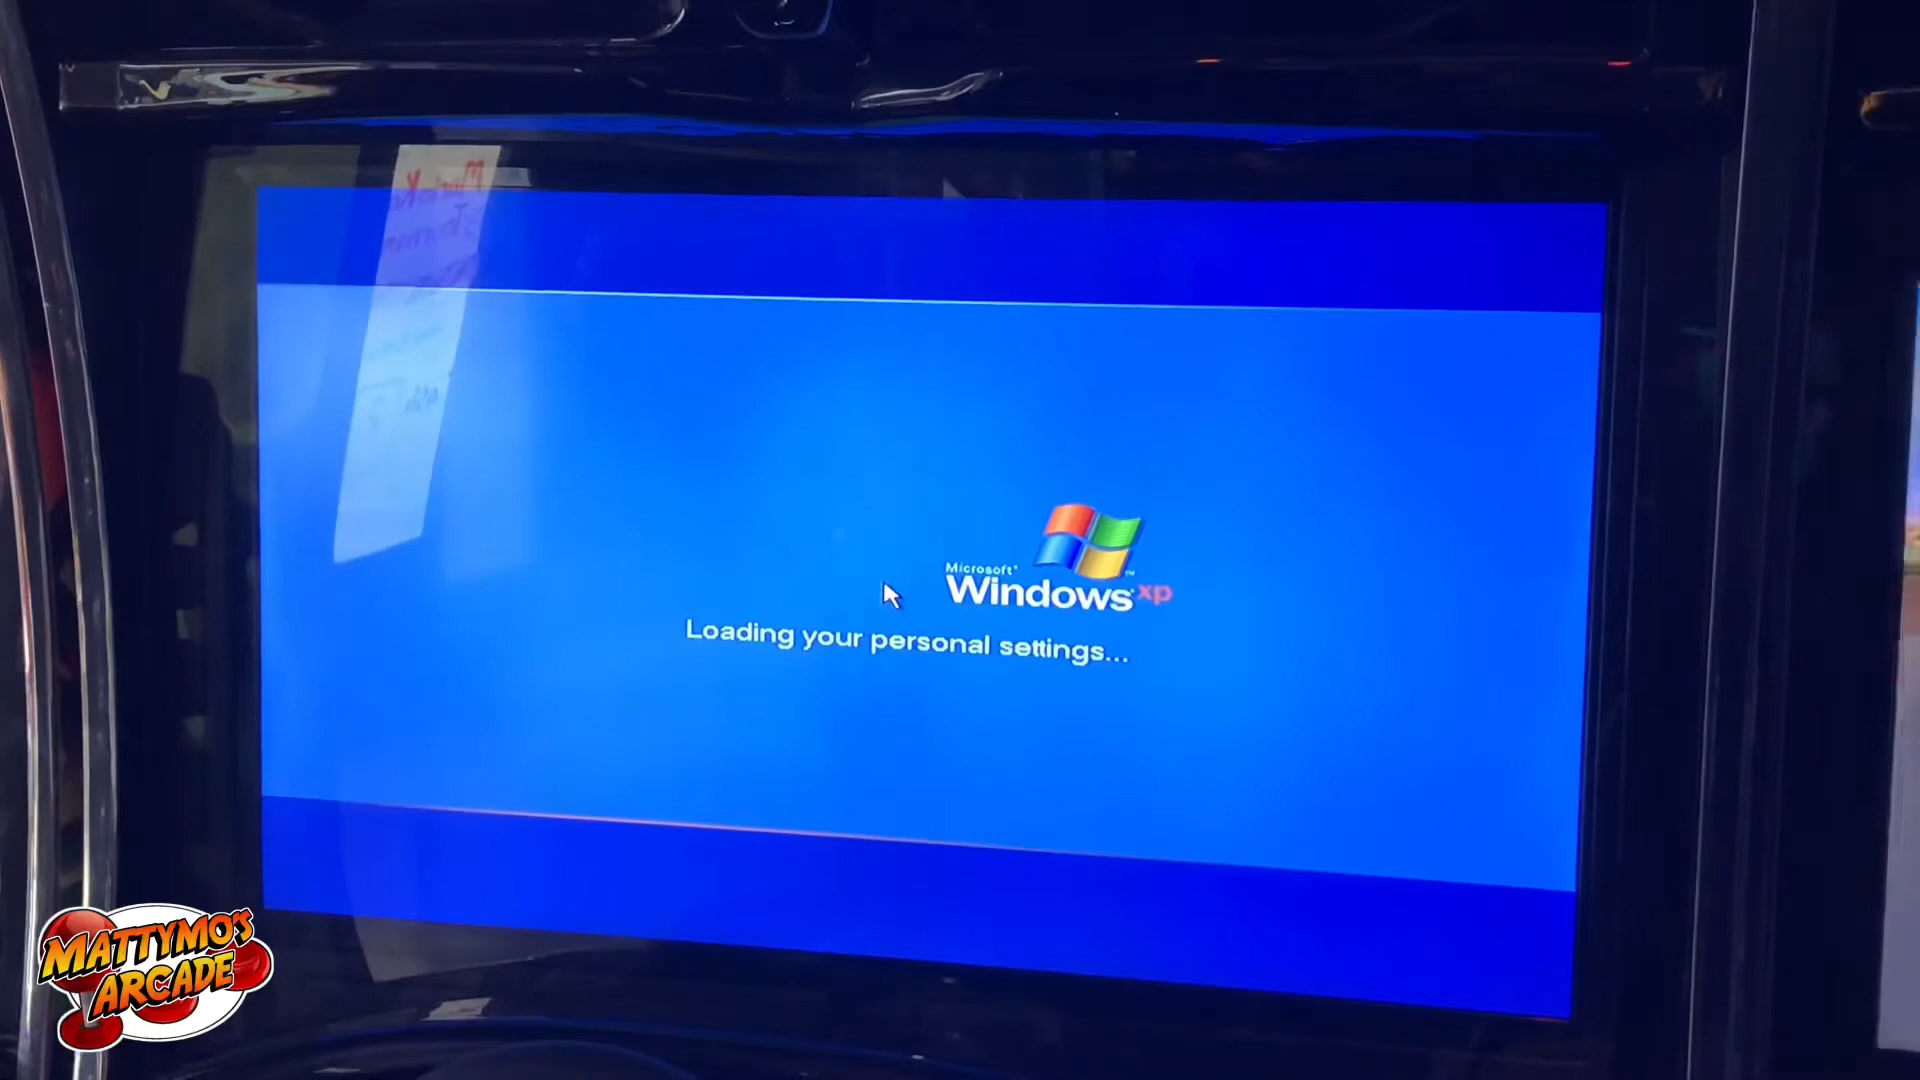 Microsoft®
Windows xp
Loading your personal settings...
MATTYMO'S
ARCADE